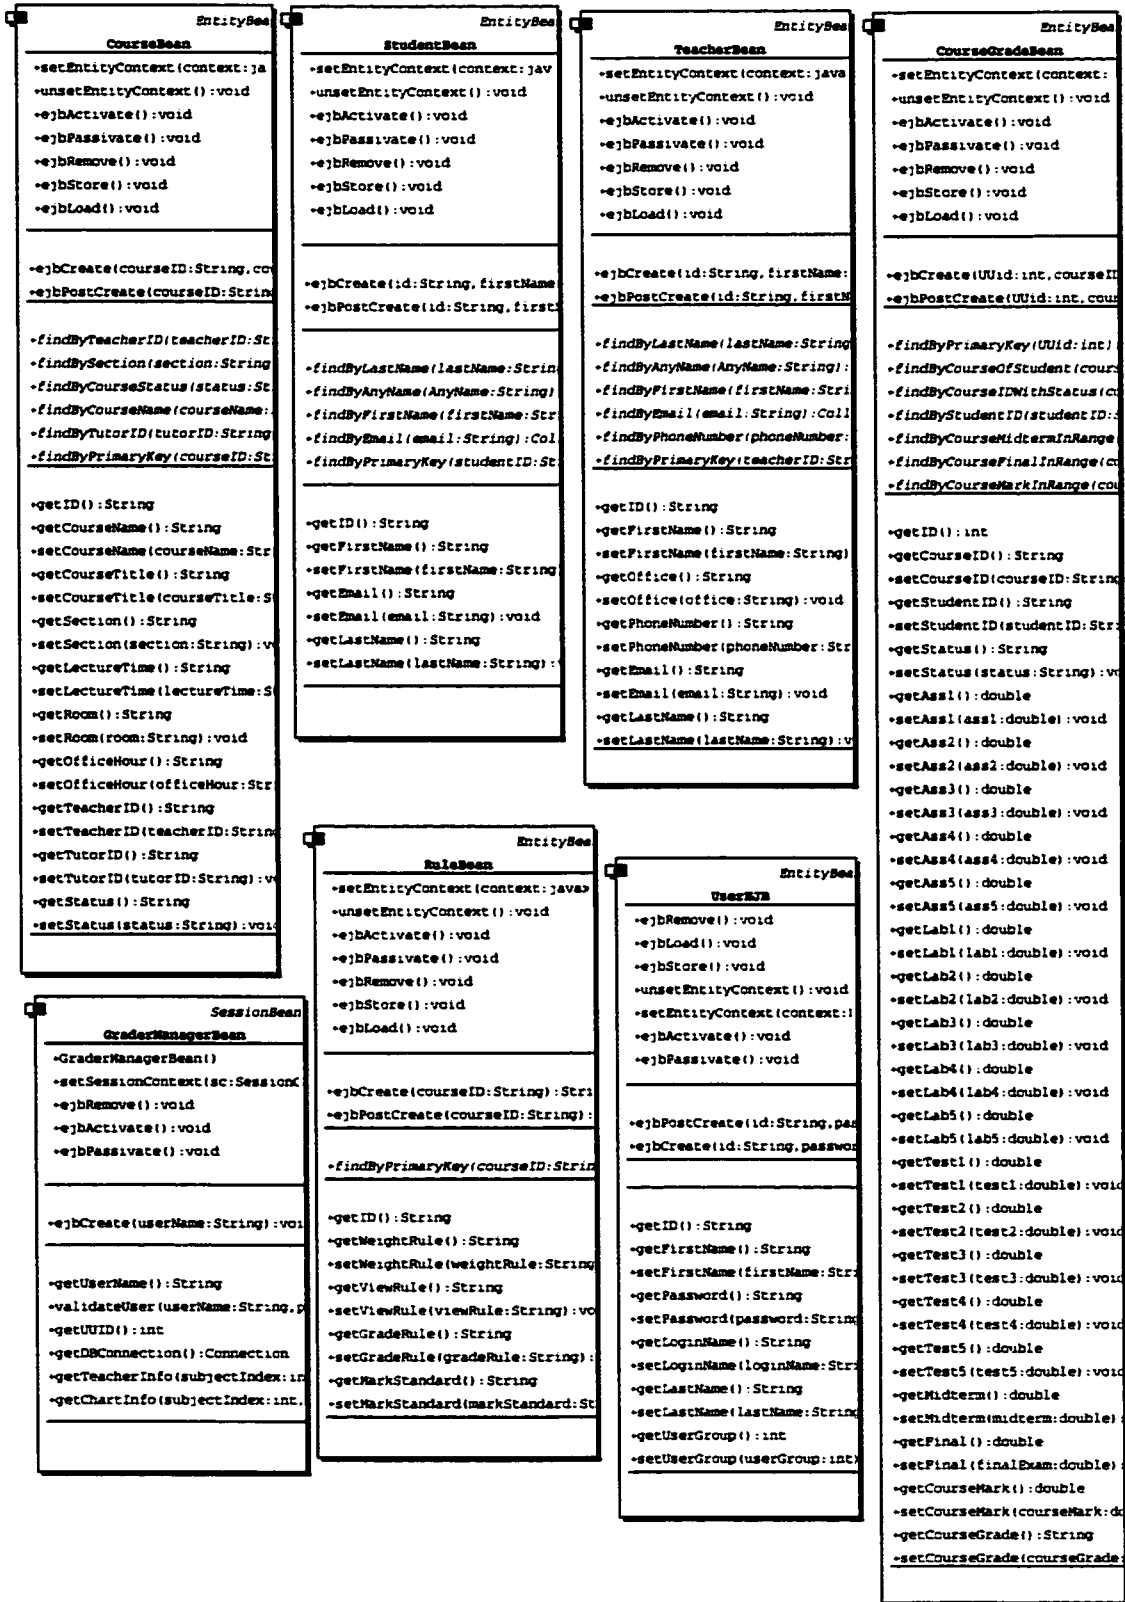 EntityBea
CourseBean
+setEntityContext(context:ja
+unsetEntityContext():void
+ejbActivate():void
+ejbPassivate():void
+ejbRemove():void
+ejbStore():void
+ejbLoad():void
+ejbCreate(courseID:String,cou
+ejbPostCreate(courseID:String
+findByTeacherID(teacherID:St
+findBySection(section:String
+findByCourseStatus(status:St
+findByCourseName(courseName:
+findByTutorID(tutorID:String
+findByPrimaryKey(courseID:St
+getID():String
+getCourseName():String
+setCourseName(courseName:Str
+getCourseTitle():String
+setCourseTitle(courseTitle:S
+getSection():String
+setSection(section:String):vo
+getLectureTime():String
+setLectureTime(lectureTime:S
+getRoom():String
+setRoom(room:String):void
+getOfficeHour():String
+setOfficeHour(officeHour:Str
+getTeacherID():String
+setTeacherID(teacherID:String
+getTutorID():String
+setTutorID(tutorID:String):vo
+getStatus():String
+setStatus(status:String):void
EntityBea
StudentBean
+setEntityContext(context:jav
+unsetEntityContext():void
+ejbActivate():void
+ejbPassivate():void
+ejbRemove():void
+ejbStore():void
+ejbLoad():void
+ejbCreate(id:String,firstName
+ejbPostCreate(id:String,first
+findByLastName(lastName:Strin
+findByAnyName(AnyName:String)
+findByFirstName(firstName:Str
+findByEmail(email:String):Col
+findByPrimaryKey(studentID:St
+getID():String
+getFirstName():String
+setFirstName(firstName:String
+getEmail():String
+setEmail(email:String):void
+getLastName():String
+setLastName(lastName:String):v
EntityBea
TeacherBean
+setEntityContext(context:java
+unsetEntityContext():void
+ejbActivate():void
+ejbPassivate():void
+ejbRemove():void
+ejbStore():void
+ejbLoad():void
+ejbCreate(id:String,firstName:
+ejbPostCreate(id:String,firstN
+findByLastName(lastName:String
+findByAnyName(AnyName:String):
+findByFirstName(firstName:Stri
+findByEmail(email:String):Coll
+findByPhoneNumber(phoneNumber:
+findByPrimaryKey(teacherID:Str
+getID():String
+getFirstName():String
+setFirstName(firstName:String)
+getOffice():String
+setOffice(office:String):void
+getPhoneNumber():String
+setPhoneNumber(phoneNumber:Str
+getEmail():String
+setEmail(email:String):void
+getLastName():String
+setLastName(lastName:String):v
EntityBea
CourseGradeBean
+setEntityContext(context:
+unsetEntityContext():void
+ejbActivate():void
+ejbPassivate():void
+ejbRemove():void
+ejbStore():void
+ejbLoad():void
+ejbCreate(UUid:int,courseID
+ejbPostCreate(UUid:int,cour
+findByPrimaryKey(UUid:int)
+findByCourseOfStudent(cours
+findByCourseIDWithStatus(co
+findByStudentID(studentID:S
+findByCourseMidtermInRange(
+findByCourseFinalInRange(co
+findByCourseMarkInRange(cou
+getID():int
+getCourseID():String
+setCourseID(courseID:String
+getStudentID():String
+setStudentID(studentID:Stri
+getStatus():String
+setStatus(status:String):vo
+getAss1():double
+setAss1(ass1:double):void
+getAss2():double
+setAss2(ass2:double):void
+getAss3():double
+setAss3(ass3:double):void
+getAss4():double
+setAss4(ass4:double):void
+getAss5():double
+setAss5(ass5:double):void
+getLab1():double
+setLab1(lab1:double):void
+getLab2():double
+setLab2(lab2:double):void
+getLab3():double
+setLab3(lab3:double):void
+getLab4():double
+setLab4(lab4:double):void
+getLab5():double
+setLab5(lab5:double):void
+getTest1():double
+setTest1(test1:double):void
+getTest2():double
+setTest2(test2:double):void
+getTest3():double
+setTest3(test3:double):void
+getTest4():double
+setTest4(test4:double):void
+getTest5():double
+setTest5(test5:double):void
+getMidterm():double
+setMidterm(midterm:double):
+getFinal():double
+setFinal(finalExam:double):
+getCourseMark():double
+setCourseMark(courseMark:do
+getCourseGrade():String
+setCourseGrade(courseGrade:
SessionBean
GraderManagerBean
+GraderManagerBean()
+setSessionContext(sc:SessionC
+ejbRemove():void
+ejbActivate():void
+ejbPassivate():void
+ejbCreate(userName:String):voi
+getUserName():String
+validateUser(userName:String,p
+getUUID():int
+getDBConnection():Connection
+getTeacherInfo(subjectIndex:in
+getChartInfo(subjectIndex:int,
EntityBea
RuleBean
+setEntityContext(context:javax
+unsetEntityContext():void
+ejbActivate():void
+ejbPassivate():void
+ejbRemove():void
+ejbStore():void
+ejbLoad():void
+ejbCreate(courseID:String):Stri
+ejbPostCreate(courseID:String):
+findByPrimaryKey(courseID:Strin
+getID():String
+getWeightRule():String
+setWeightRule(weightRule:String
+getViewRule():String
+setViewRule(viewRule:String):vo
+getGradeRule():String
+setGradeRule(gradeRule:String):
+getMarkStandard():String
+setMarkStandard(markStandard:St
EntityBea
UserEJB
+ejbRemove():void
+ejbLoad():void
+ejbStore():void
+unsetEntityContext():void
+setEntityContext(context:
+ejbActivate():void
+ejbPassivate():void
+ejbPostCreate(id:String,pas
+ejbCreate(id:String,passwor
+getID():String
+getFirstName():String
+setFirstName(firstName:Stri
+getPassword():String
+setPassword(password:String
+getLoginName():String
+setLoginName(loginName:Stri
+getLastName():String
+setLastName(lastName:String
+getUserGroup():int
+setUserGroup(userGroup:int)